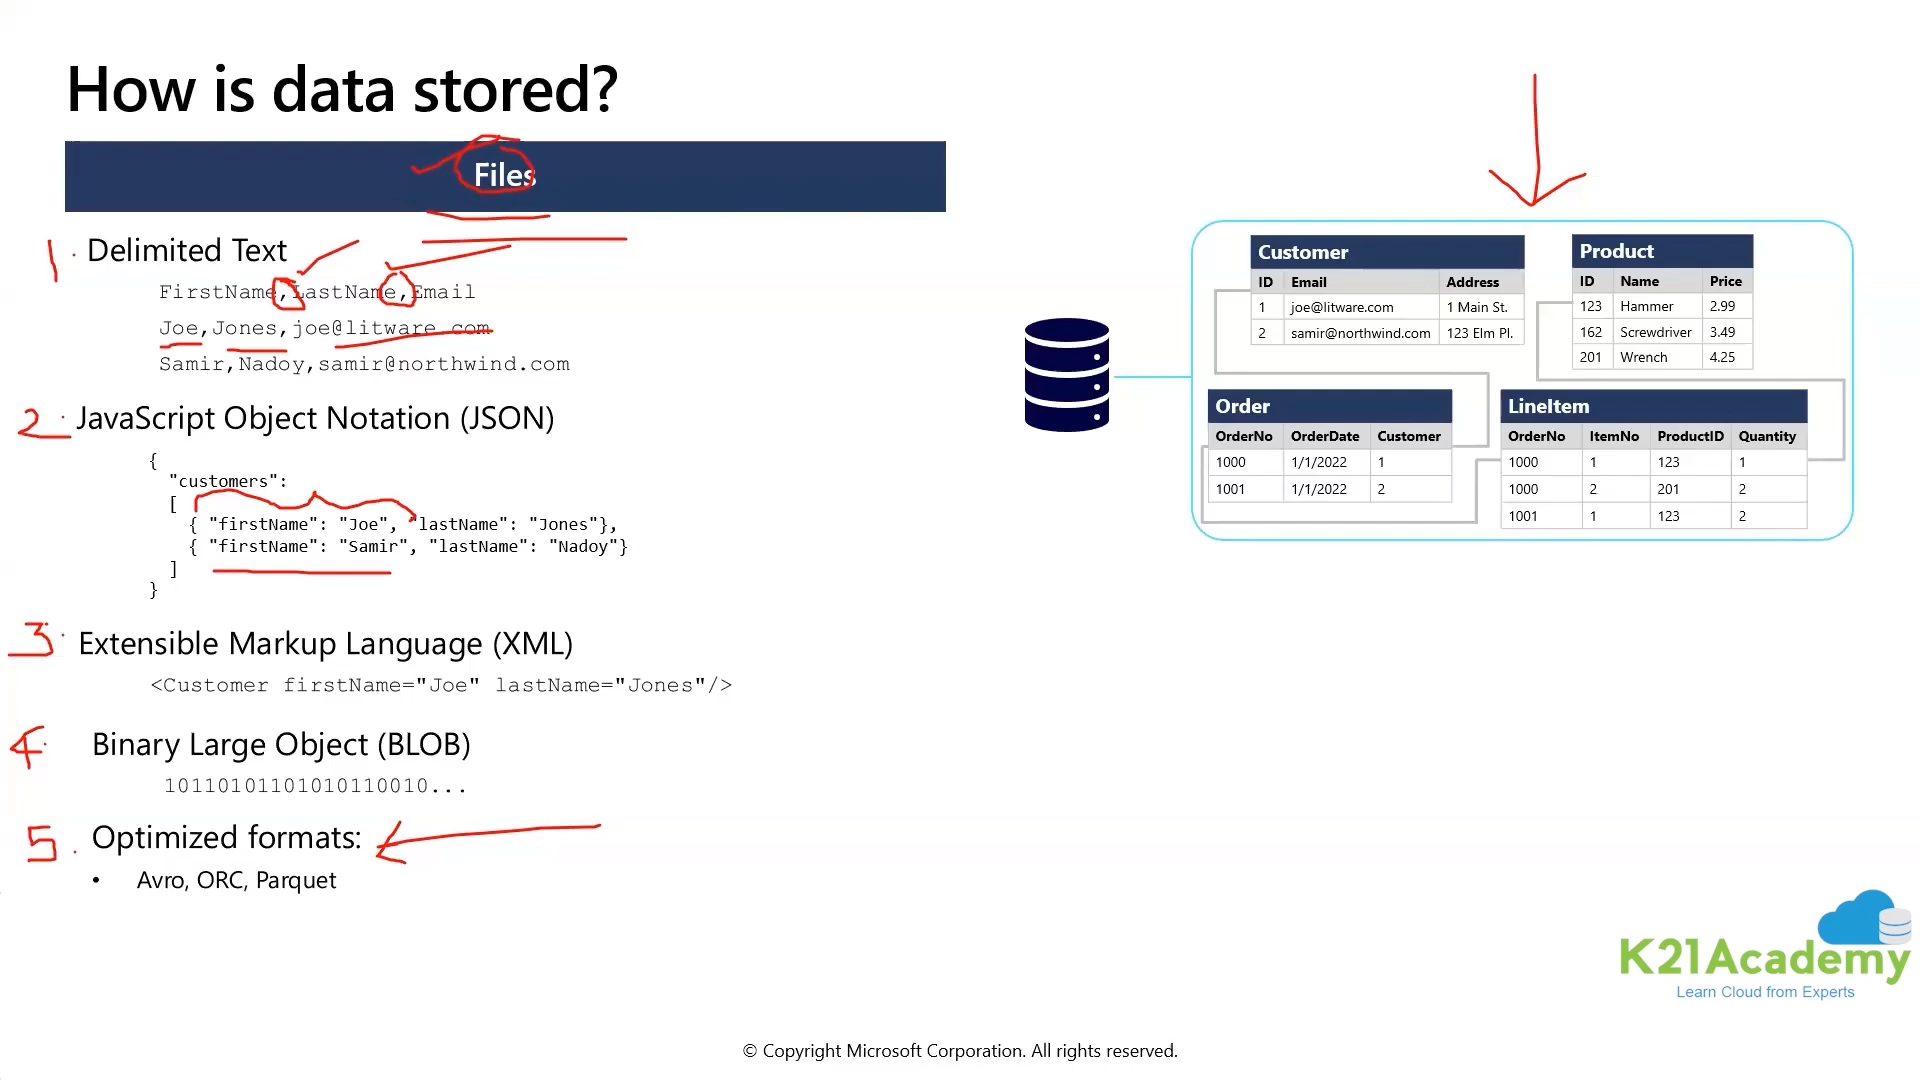 How is data stored?
Files
1 Delimited Text
FirstName,LastName,Email
Joe,Jones,joe@litware.com
Samir,Nadoy,samir@northwind.com
2 JavaScript Object Notation (JSON)
{
"customers":
[
{ "firstName": "Joe", "lastName": "Jones"},
{ "firstName": "Samir", "lastName": "Nadoy"}
]
}
3 Extensible Markup Language (XML)
<Customer firstName="Joe" lastName="Jones"/>
4 Binary Large Object (BLOB)
10110101101010110010...
5 Optimized formats:
• Avro, ORC, Parquet
Customer
ID Email Address
1 joe@litware.com 1 Main St.
2 samir@northwind.com 123 Elm Pl.
Product
ID Name Price
123 Hammer 2.99
162 Screwdriver 3.49
201 Wrench 4.25
Order
OrderNo OrderDate Customer
1000 1/1/2022 1
1001 1/1/2022 2
LineItem
OrderNo ItemNo ProductID Quantity
1000 1 123 1
1000 2 201 2
1001 1 123 2
K21Academy
Learn Cloud from Experts
© Copyright Microsoft Corporation. All rights reserved.